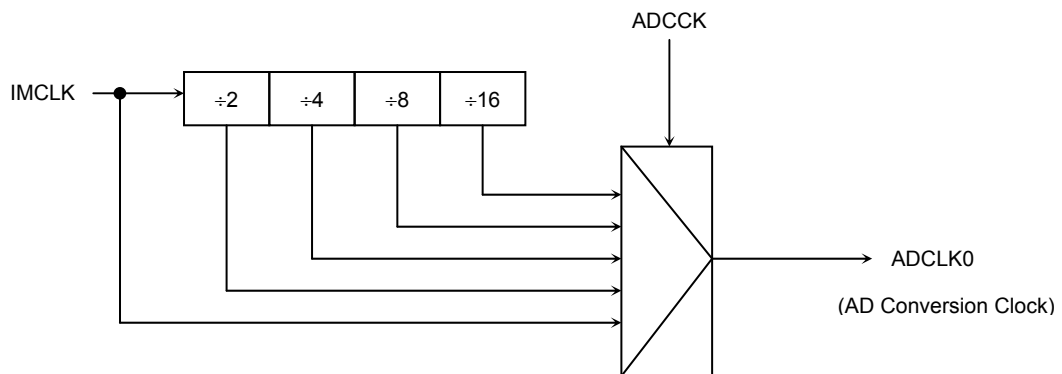 ADCCK
IMCLK
÷2 ÷4 ÷8 ÷16
ADCLK0
(AD Conversion Clock)